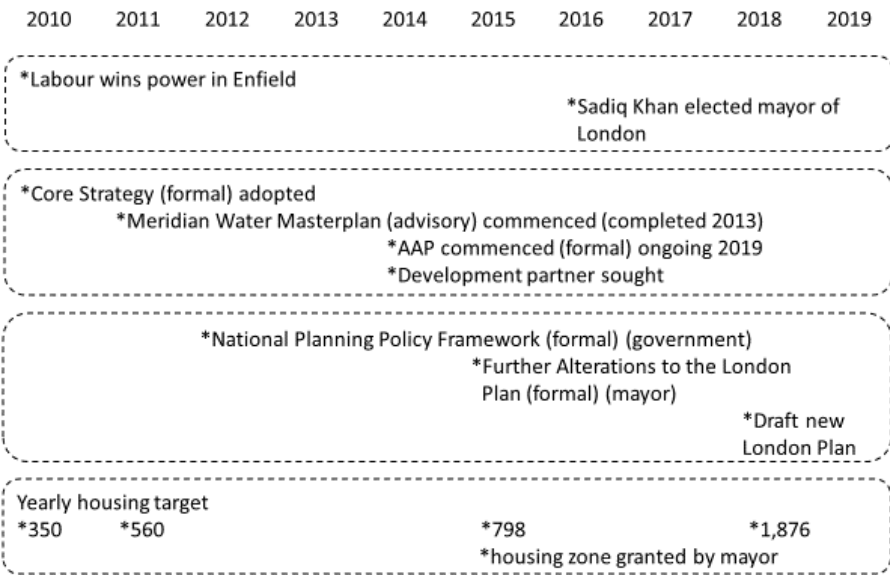 2010 2011 2012 2013 2014 2015 2016 2017 2018 2019
*Labour wins power in Enfield
*Sadiq Khan elected mayor of
London
*Core Strategy (formal) adopted
*Meridian Water Masterplan (advisory) commenced (completed 2013)
*AAP commenced (formal) ongoing 2019
*Development partner sought
*National Planning Policy Framework (formal) (government)
*Further Alterations to the London
Plan (formal) (mayor)
*Draft new
London Plan
Yearly housing target
*350 *560 *798 *1,876
*housing zone granted by mayor